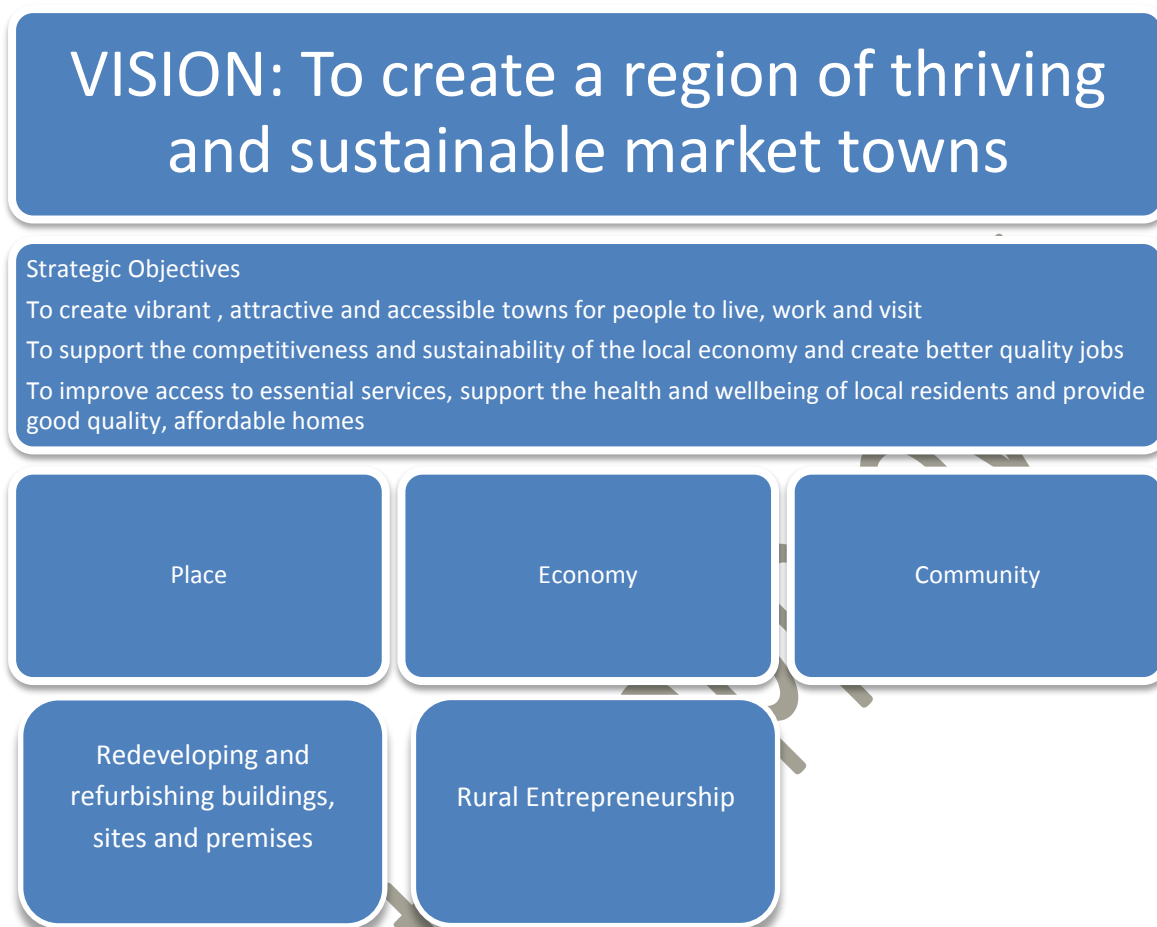 VISION: To create a region of thriving
and sustainable market towns
Strategic Objectives
To create vibrant , attractive and accessible towns for people to live, work and visit
To support the competitiveness and sustainability of the local economy and create better quality jobs
To improve access to essential services, support the health and wellbeing of local residents and provide
good quality, affordable homes
Place
Economy
Community
Redeveloping and
refurbishing buildings,
sites and premises
Rural Entrepreneurship